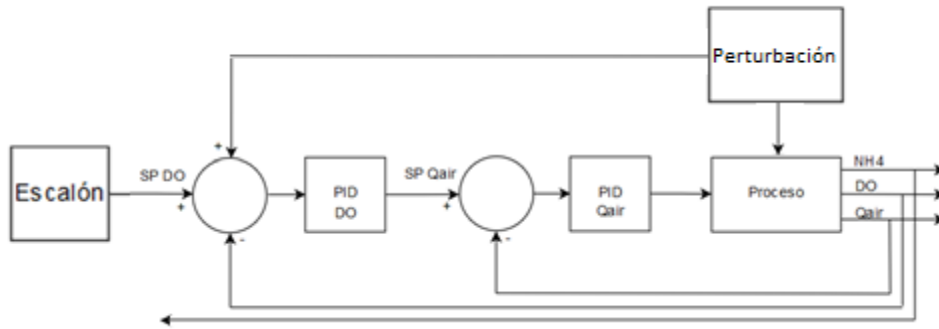 Perturbación
+
NH4
SP DO
SP Qair
DO
Escalón
PID
DO
PID
Qair
Proceso
+
+
Qair
-
-